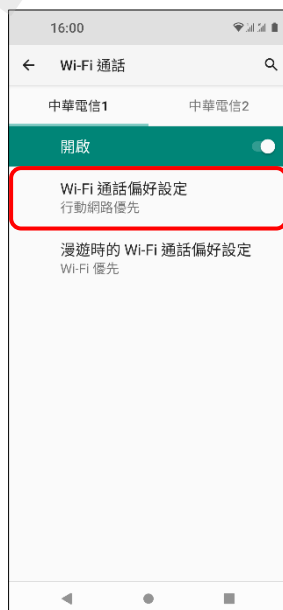 16:00
Wi-Fi 通話
中華電信1 中華電信2
開啟
Wi-Fi 通話偏好設定
行動網路優先
漫遊時的 Wi-Fi 通話偏好設定
Wi-Fi 優先